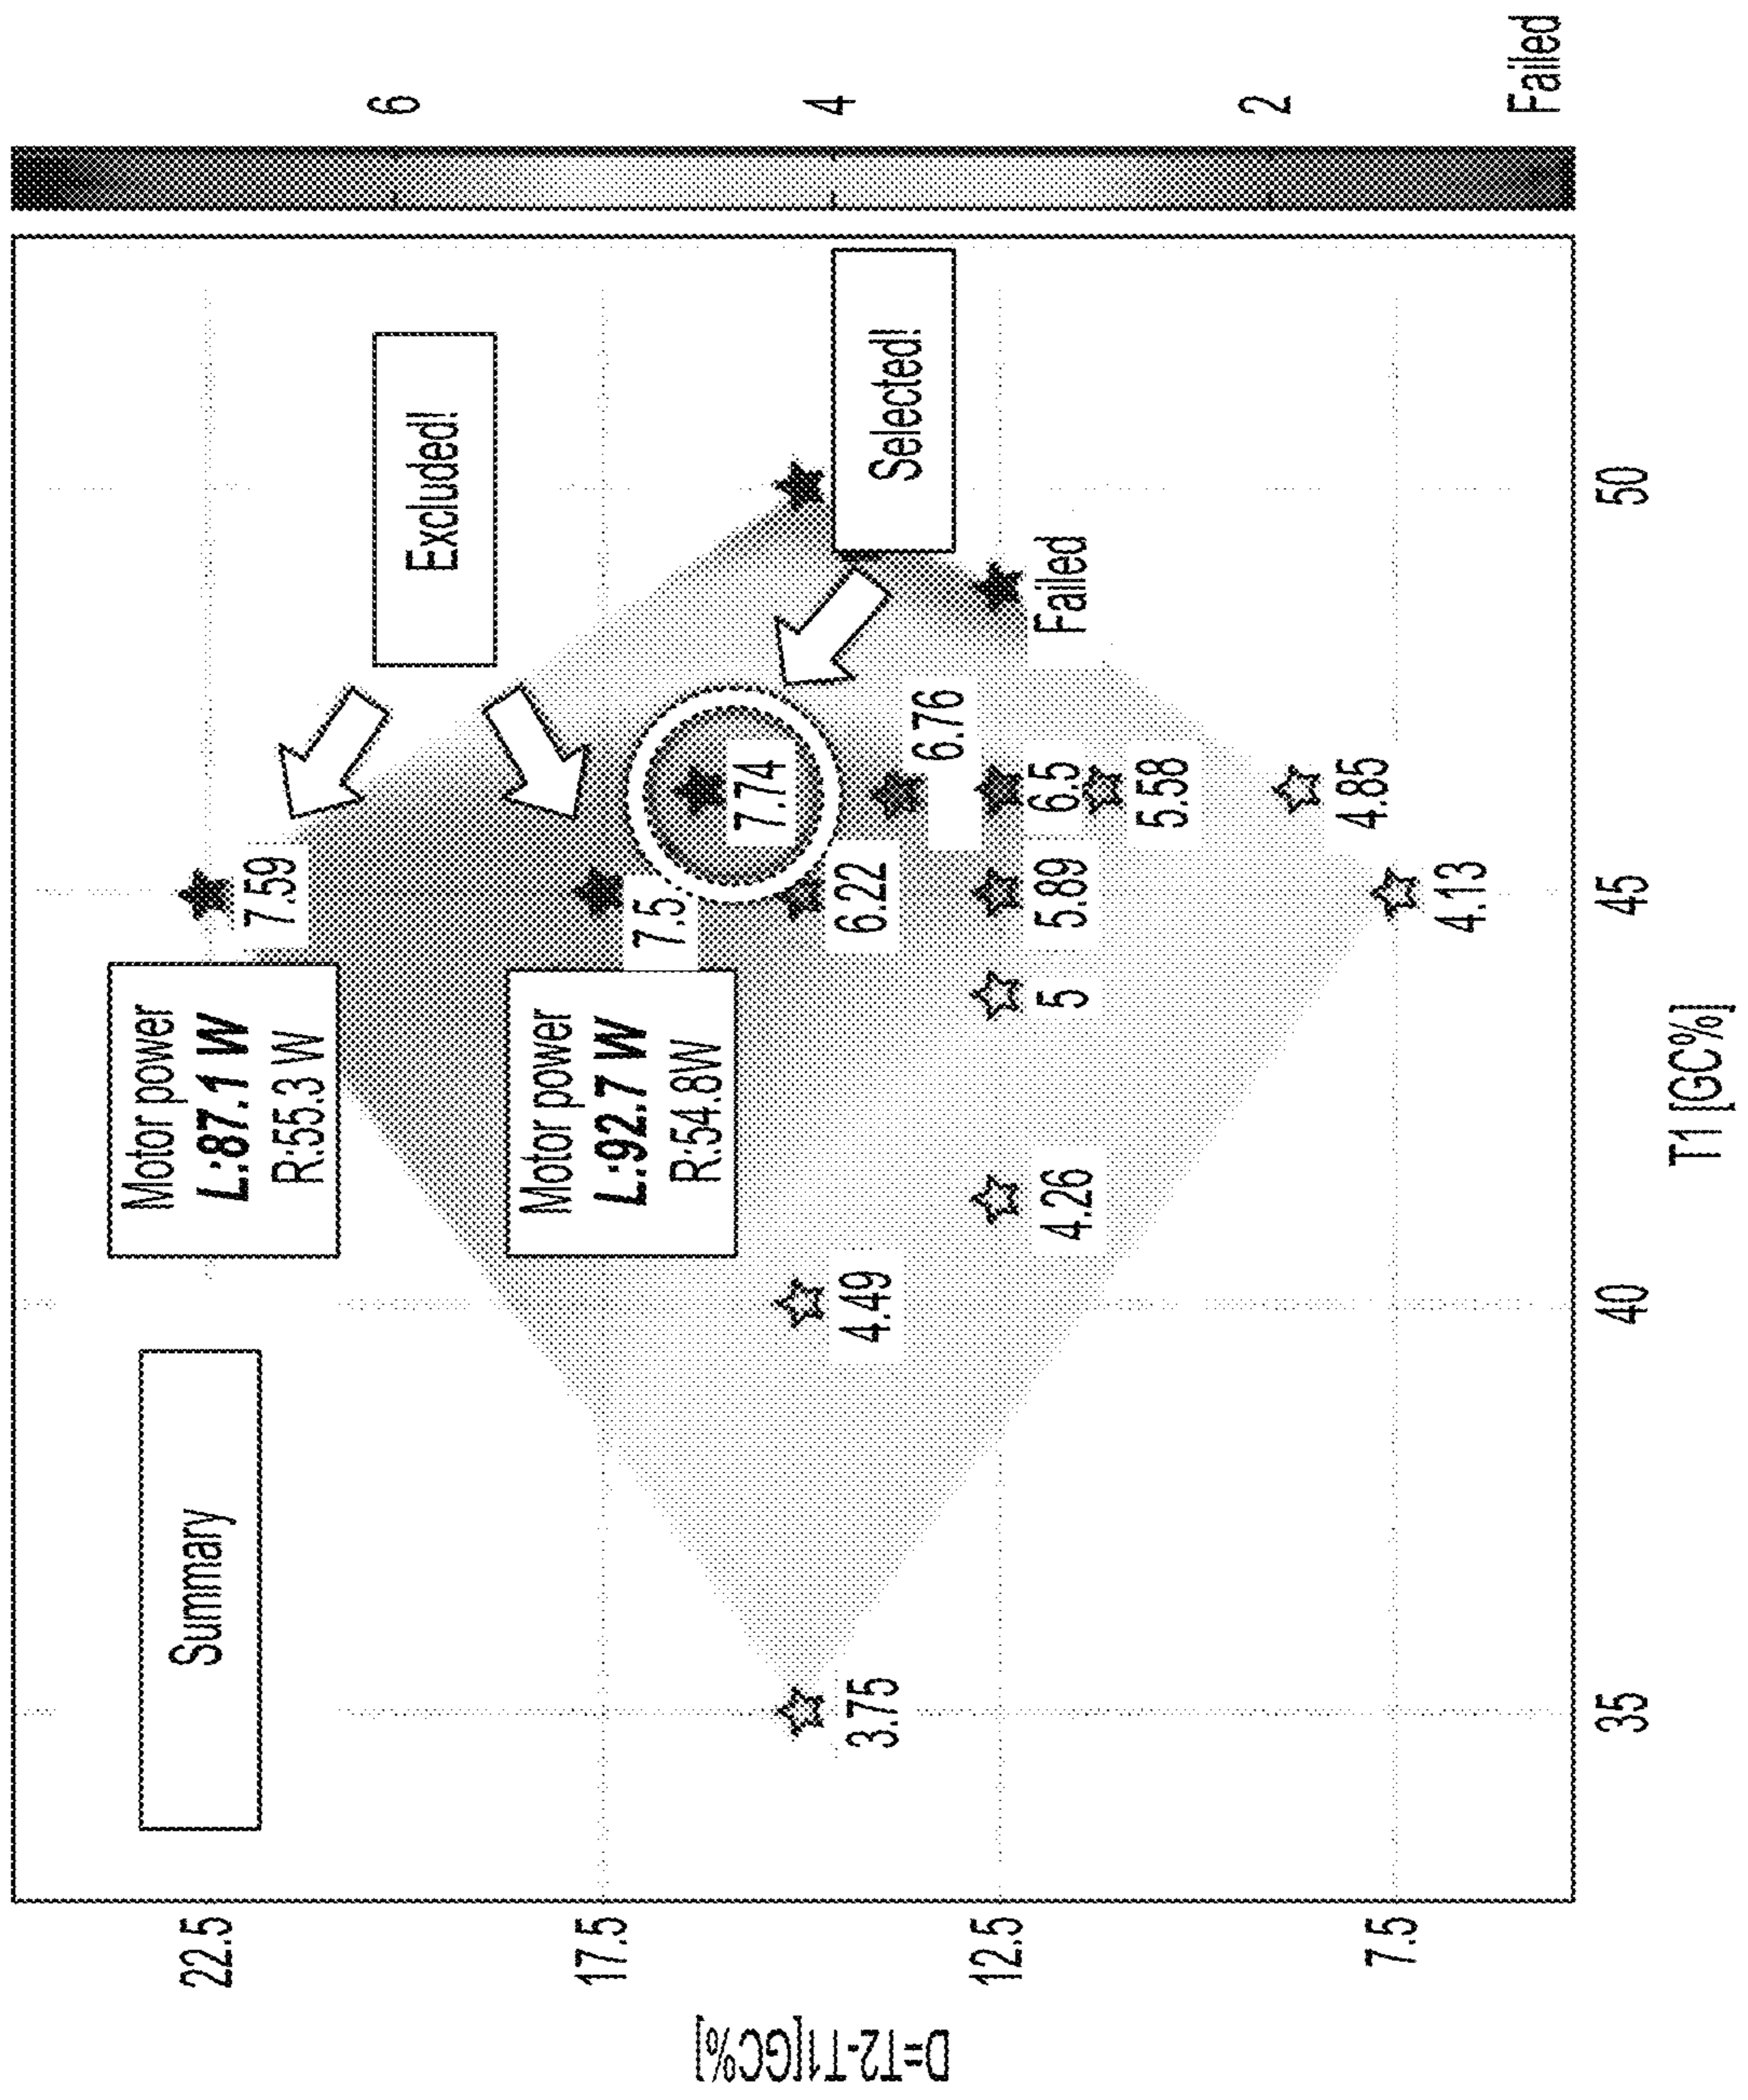 Summary
Motor power
L:87.1 W
R:55.3 W
7.59
Excluded!
Motor power
L:92.7 W
R:54.8W
7.5
7.74
Selected!
6.22
6.76
4.49
3.75
4.26
5
5.89
6.5
Failed
5.58
4.85
4.13
22.5
17.5
12.5
7.5
D=T2-T1[GC%]
35
40
45
50
T1 [GC%]
6
4
2
Failed